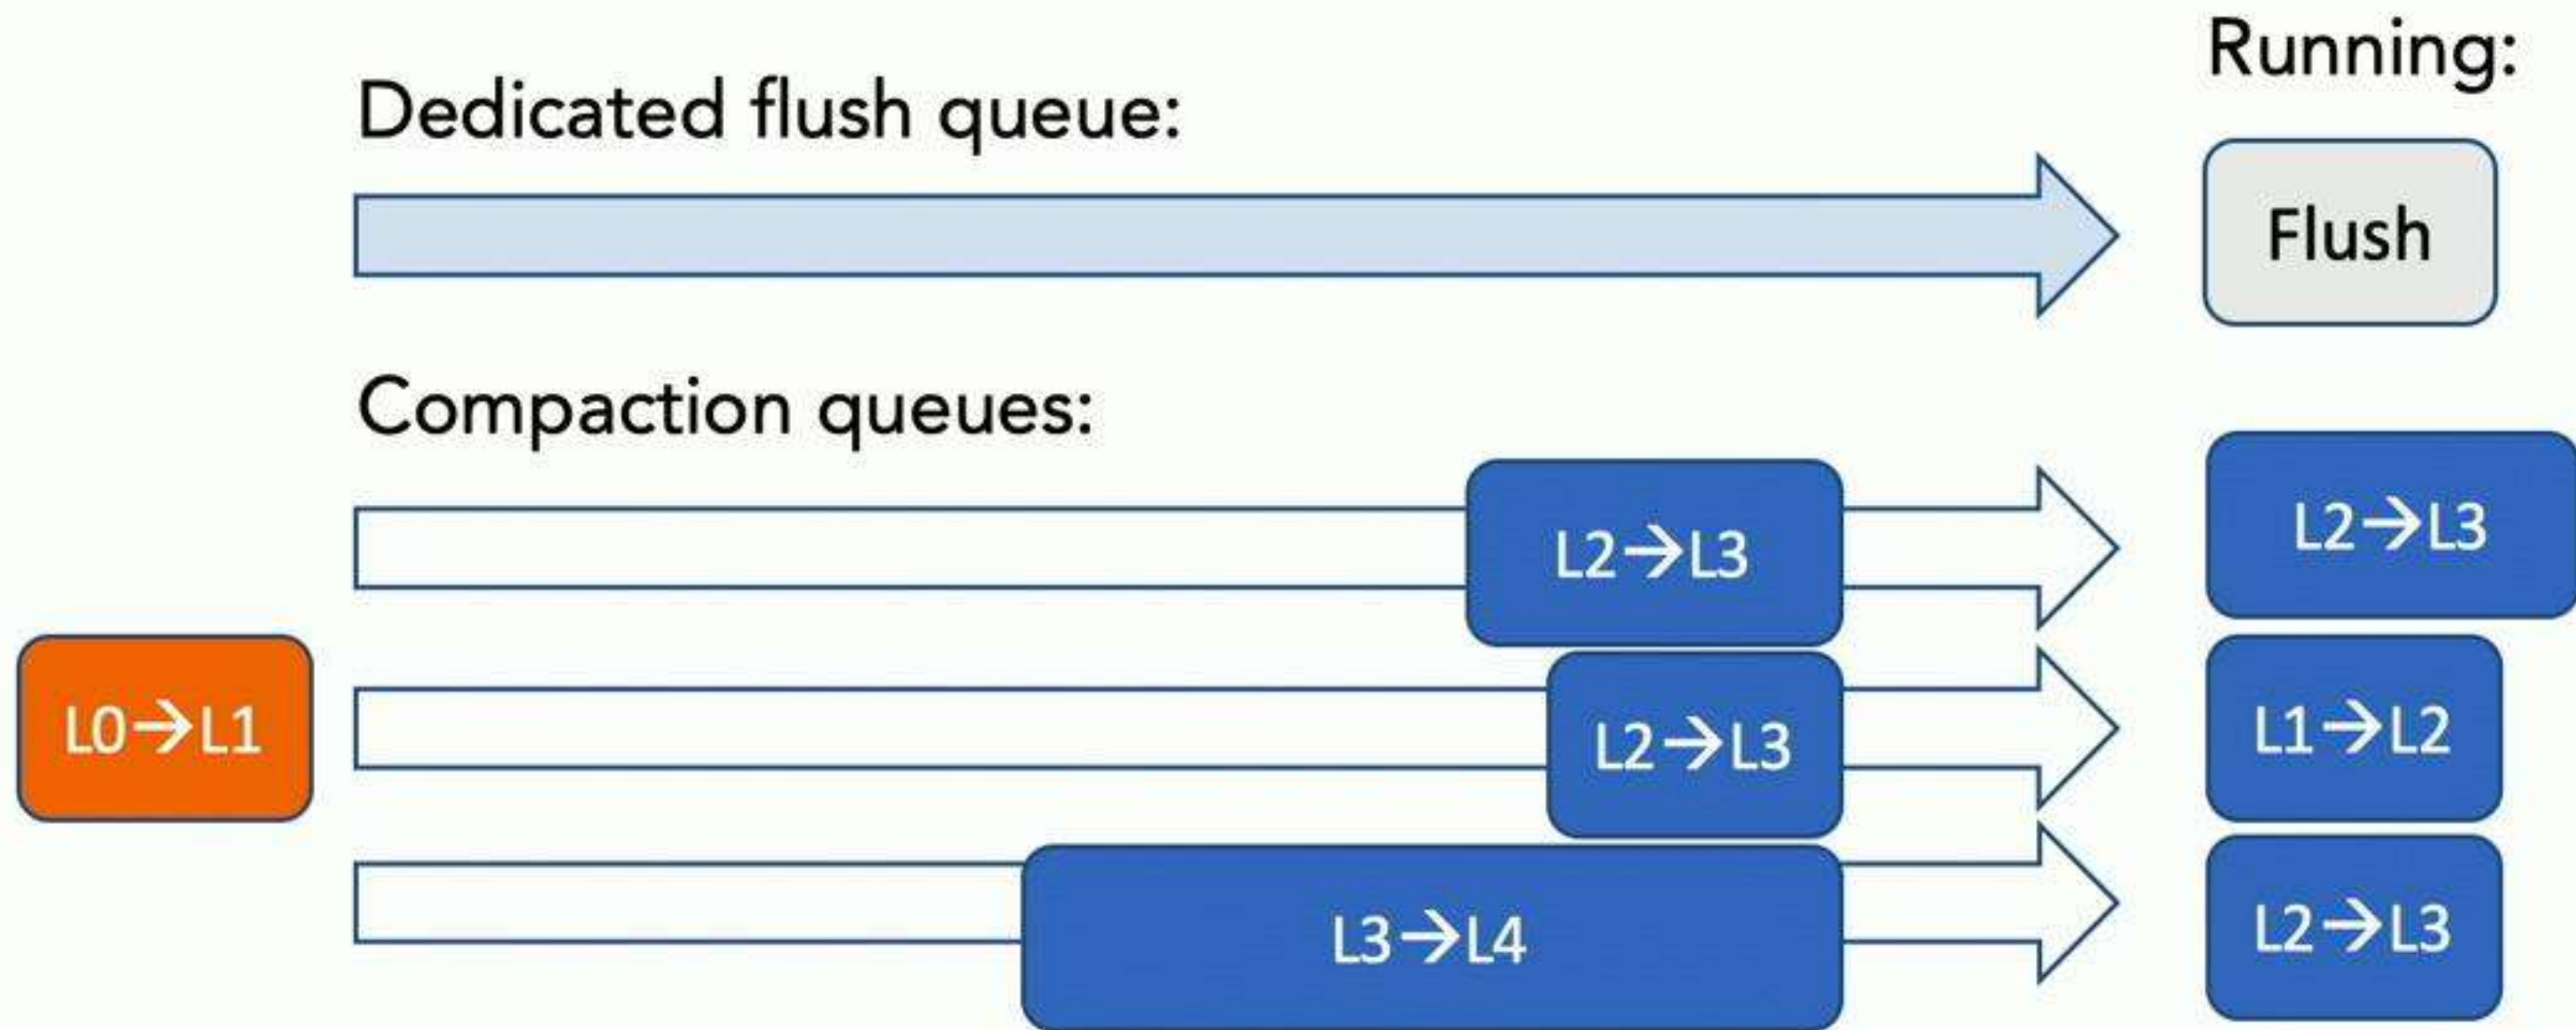 Running:
Dedicated flush queue:
Flush
Compaction queues:
L2→L3
L2→L3
L0→L1
L2→L3
L1→L2
L3→L4
L2→L3